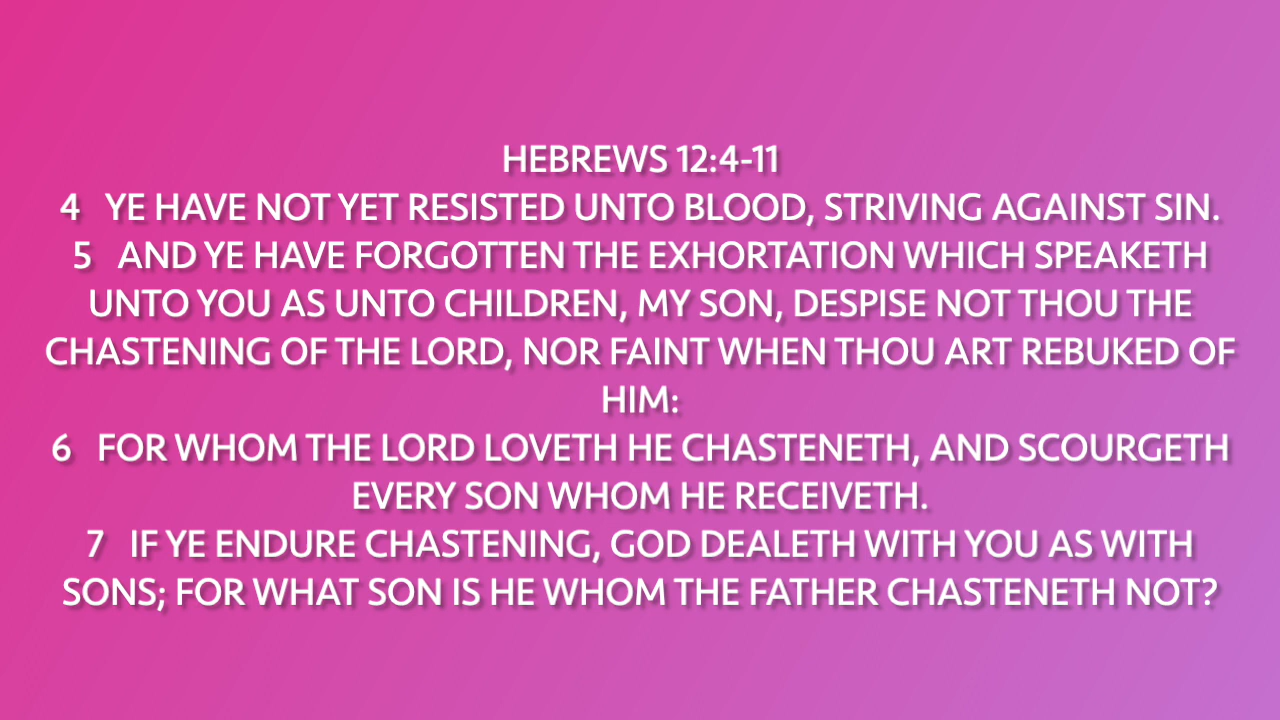 HEBREWS 12:4-11
4 YE HAVE NOT YET RESISTED UNTO BLOOD, STRIVING AGAINST SIN.
5 AND YE HAVE FORGOTTEN THE EXHORTATION WHICH SPEAKETH
UNTO YOU AS UNTO CHILDREN, MY SON, DESPISE NOT THOU THE
CHASTENING OF THE LORD, NOR FAINT WHEN THOU ART REBUKED OF
HIM:
6 FOR WHOM THE LORD LOVETH HE CHASTENETH, AND SCOURGETH
EVERY SON WHOM HE RECEIVETH.
7 IF YE ENDURE CHASTENING, GOD DEALETH WITH YOU AS WITH
SONS; FOR WHAT SON IS HE WHOM THE FATHER CHASTENETH NOT?